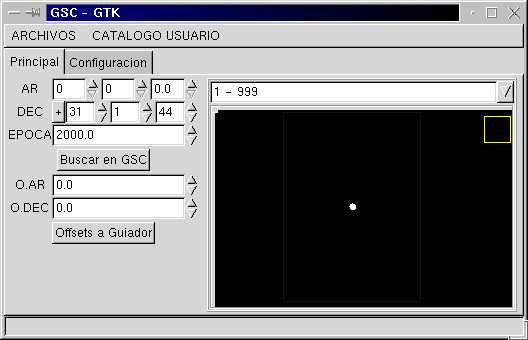 GSC - GTK
ARCHIVOS CATALOGO USUARIO
Principal Configuracion
AR 0 0 0.0
1 - 999
DEC + 31 1 44
EPOCA 2000.0
Buscar en GSC
O.AR 0.0
O.DEC 0.0
Offsets a Guiador